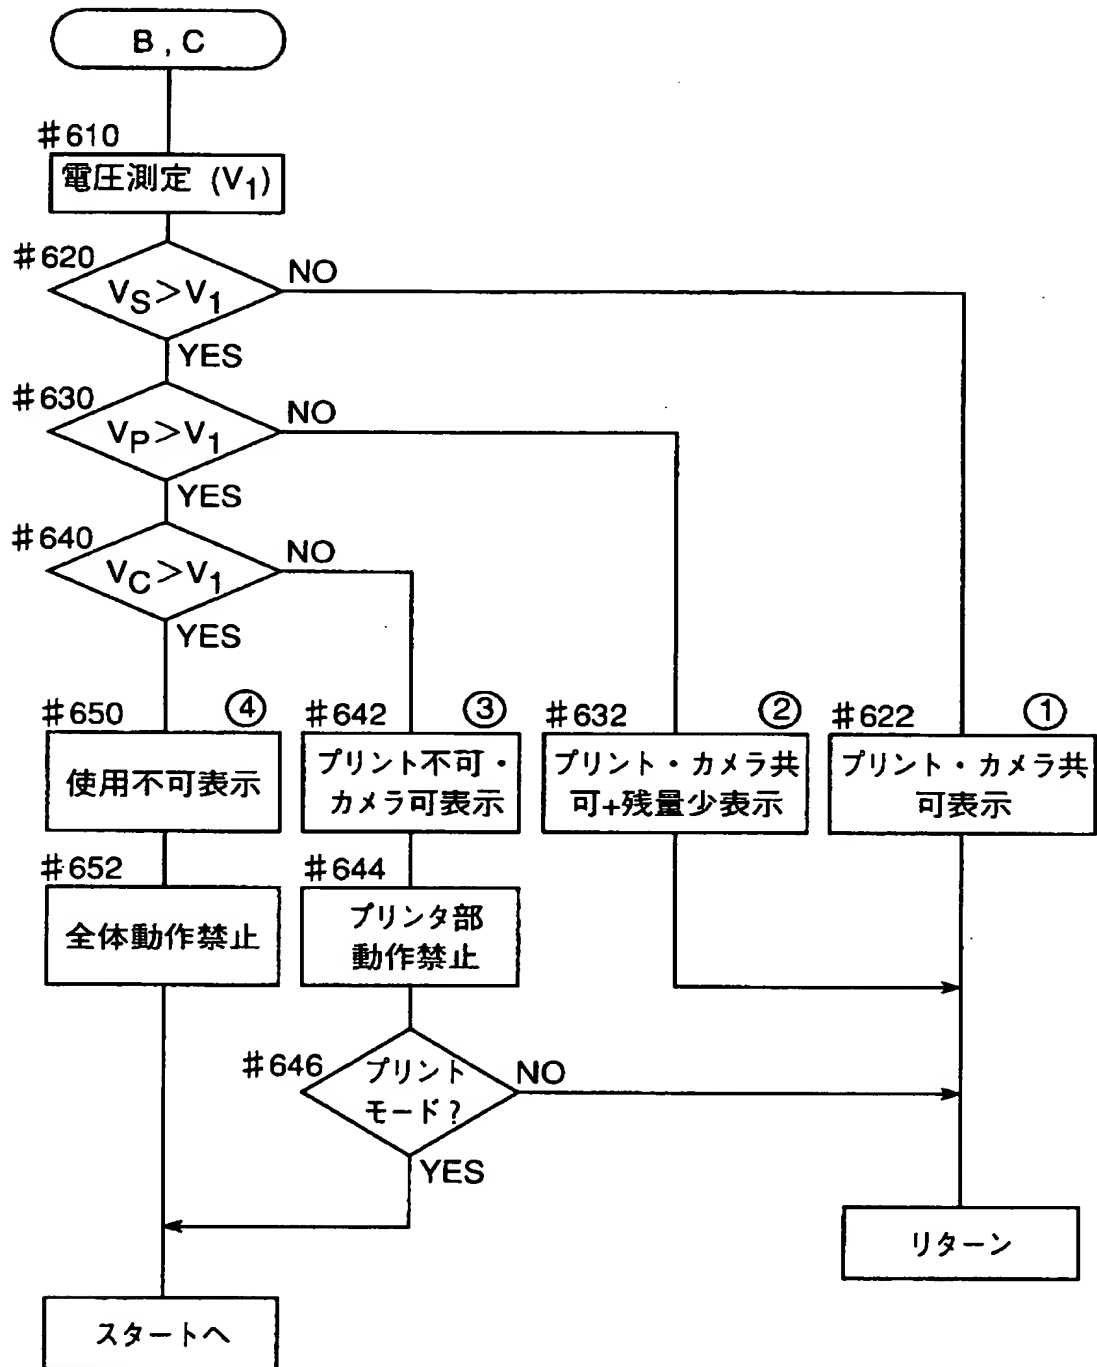 B , C
#610
電圧測定 (V1)
#620
VS>V1
NO
YES
#630
VP>V1
NO
YES
#640
VC>V1
NO
YES
#650
④
使用不可表示
#652
全体動作禁止
#642
③
プリント不可・
カメラ可表示
#644
プリンタ部
動作禁止
#646
プリント
モード?
NO
YES
#632
②
プリント・カメラ共
可+残量少表示
#622
①
プリント・カメラ共
可表示
リターン
スタートへ